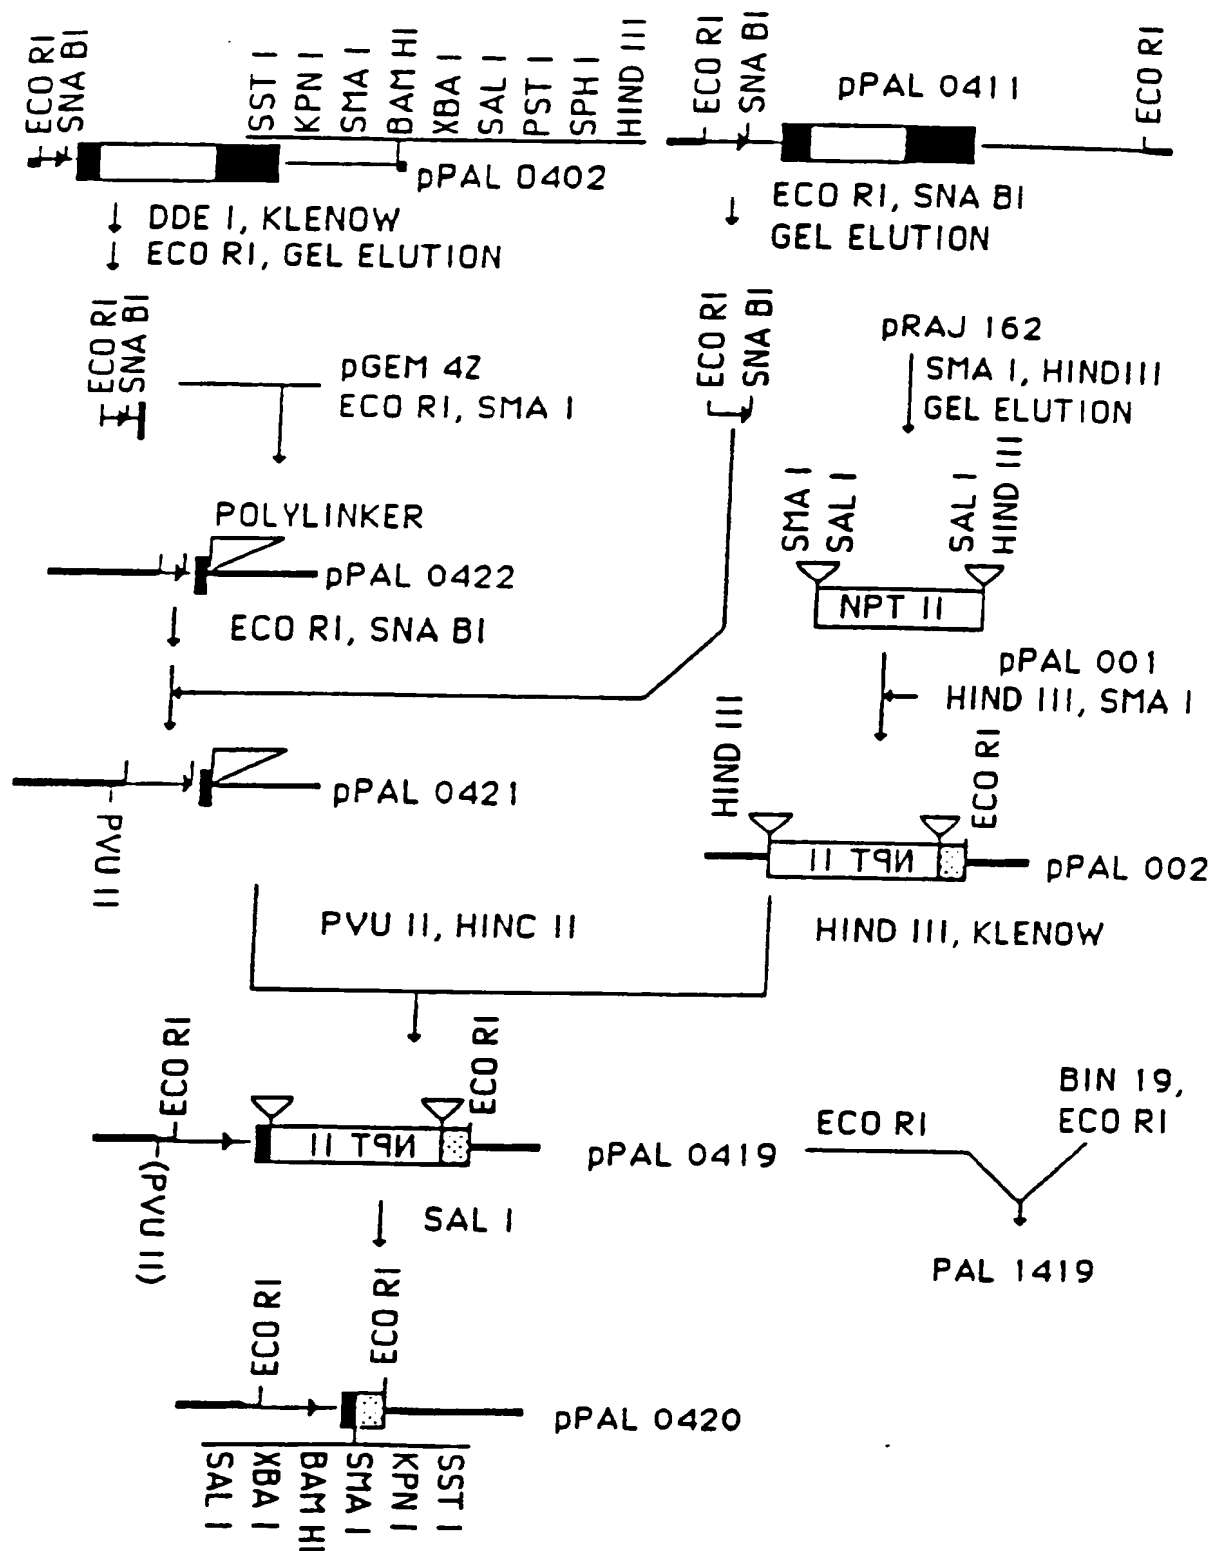 ECO RI
SNA BI
SST I
KPN I
SMA I
BAM HI
XBA I
SAL I
PST I
SPH I
HIND III
pPAL 0402
ECO RI
SNA BI
pPAL 0411
ECO RI
DDE I, KLENOW
ECO RI, GEL ELUTION
ECO RI, SNA BI
GEL ELUTION
ECO RI
SNA BI
pGEM 4Z
ECO RI, SMA I
ECO RI
SNA BI
pRAJ 162
SMA I, HINDIII
GEL ELUTION
SMA I
SAL I
SAL I
HIND III
NPT II
POLYLINKER
pPAL 0422
ECO RI, SNA BI
pPAL 001
HIND III, SMA I
pPAL 0421
PVU II
HIND III
ECO RI
NPT II
pPAL 002
PVU II, HINC II
HIND III, KLENOW
ECO RI
ECO RI
NPT II
(PVU II)
pPAL 0419
ECO RI
BIN 19,
ECO RI
PAL 1419
SAL I
ECO RI
ECO RI
pPAL 0420
SAL I
XBA I
BAM HI
SMA I
KPN I
SST I